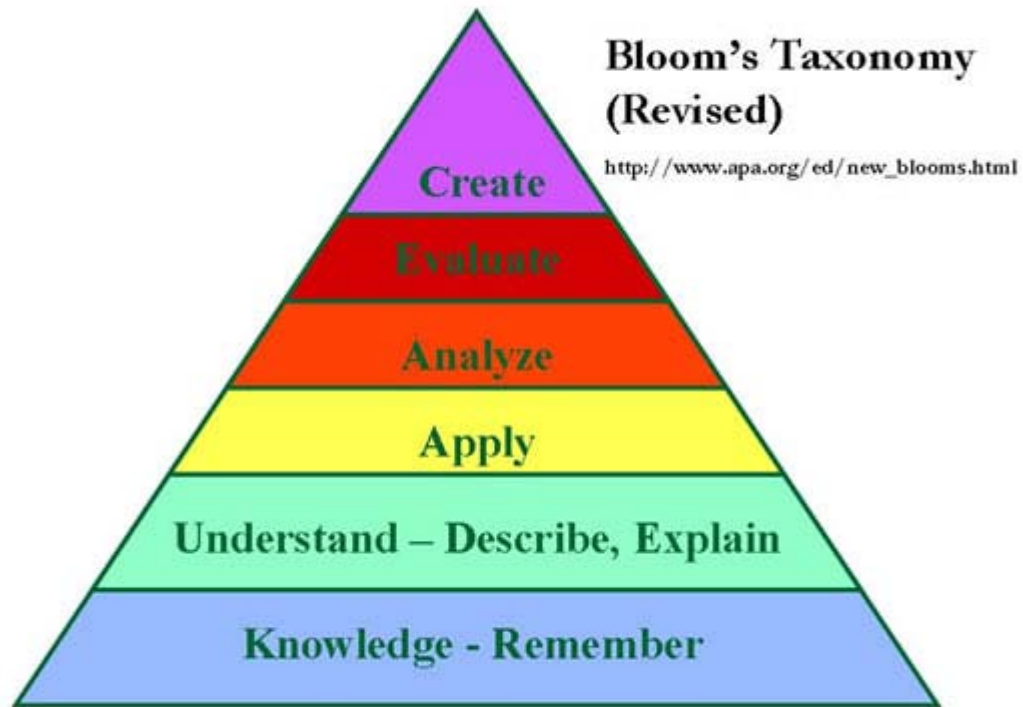 Bloom's Taxonomy
(Revised)
http://www.apa.org/ed/new_blooms.html
Create
Evaluate
Analyze
Apply
Understand – Describe, Explain
Knowledge - Remember